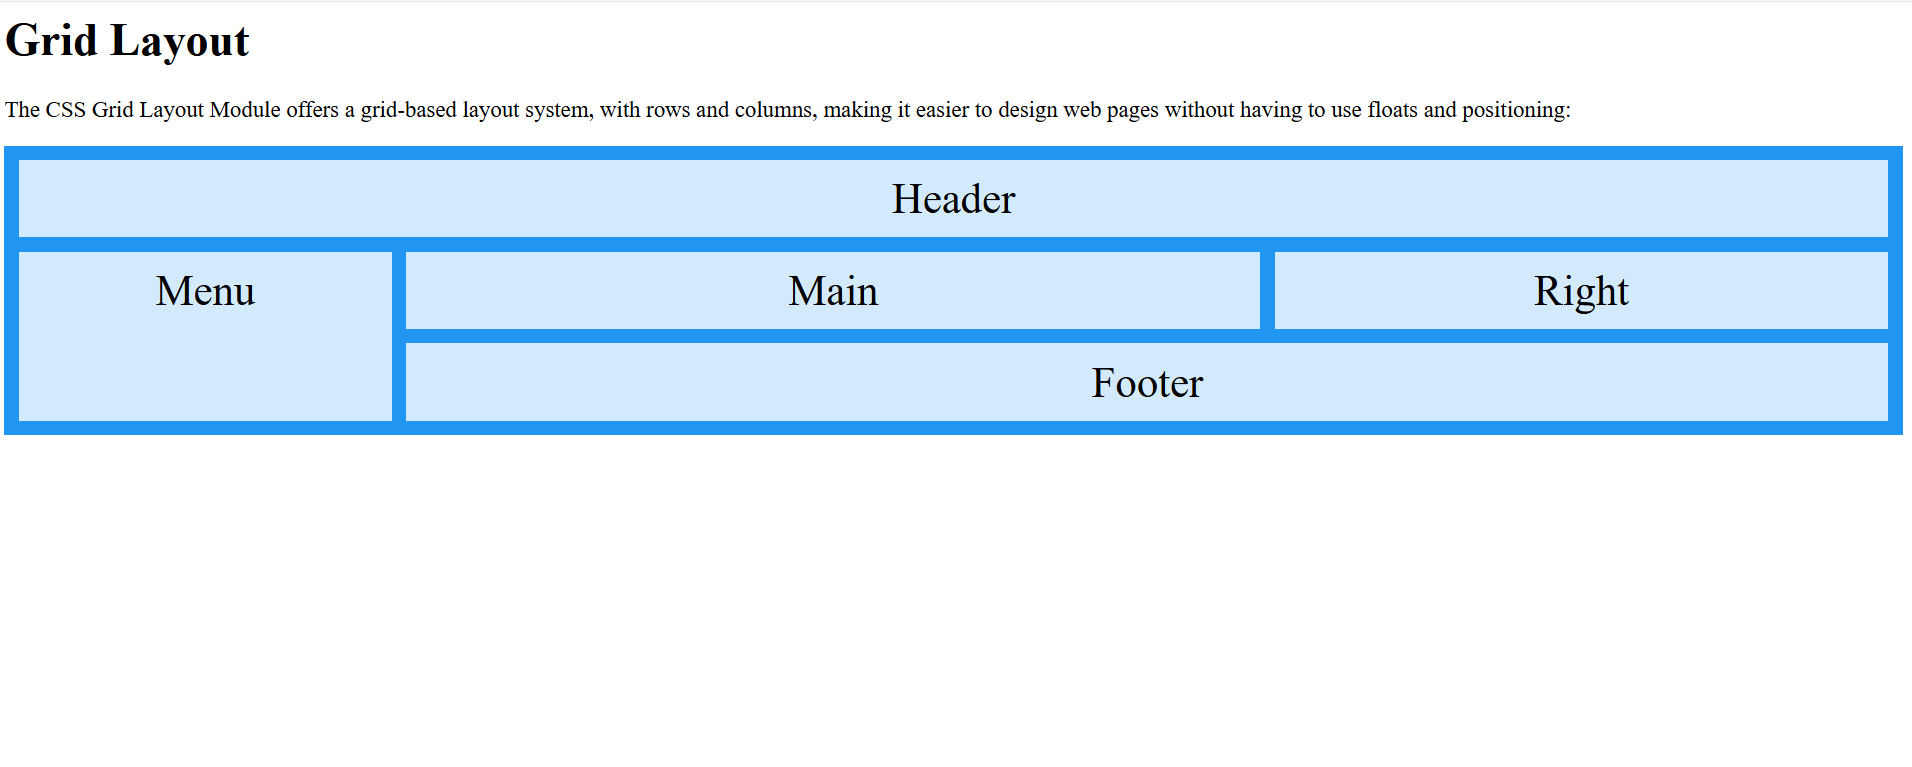 Grid Layout
The CSS Grid Layout Module offers a grid-based layout system, with rows and columns, making it easier to design web pages without having to use floats and positioning:
Header
Menu
Main
Right
Footer